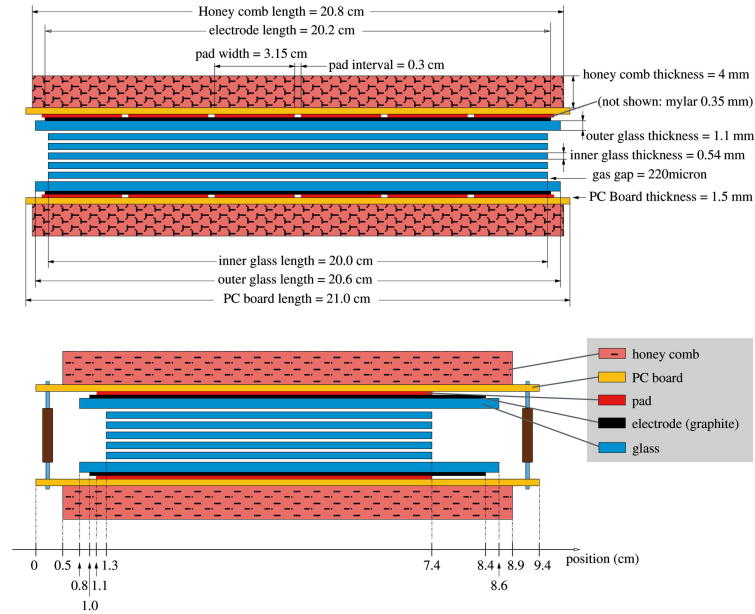 Honey comb length = 20.8 cm
electrode length = 20.2 cm
pad width = 3.15 cm
pad interval = 0.3 cm
honey comb thickness = 4 mm
(not shown: mylar 0.35 mm)
outer glass thickness = 1.1 mm
inner glass thickness = 0.54 mm
gas gap = 220micron
PC Board thickness = 1.5 mm
inner glass length = 20.0 cm
outer glass length = 20.6 cm
PC board length = 21.0 cm
honey comb
PC board
pad
electrode (graphite)
glass
position (cm)
0 0.5 1.3 7.4 8.4 8.9 9.4
0.8 1.1 8.6
1.0